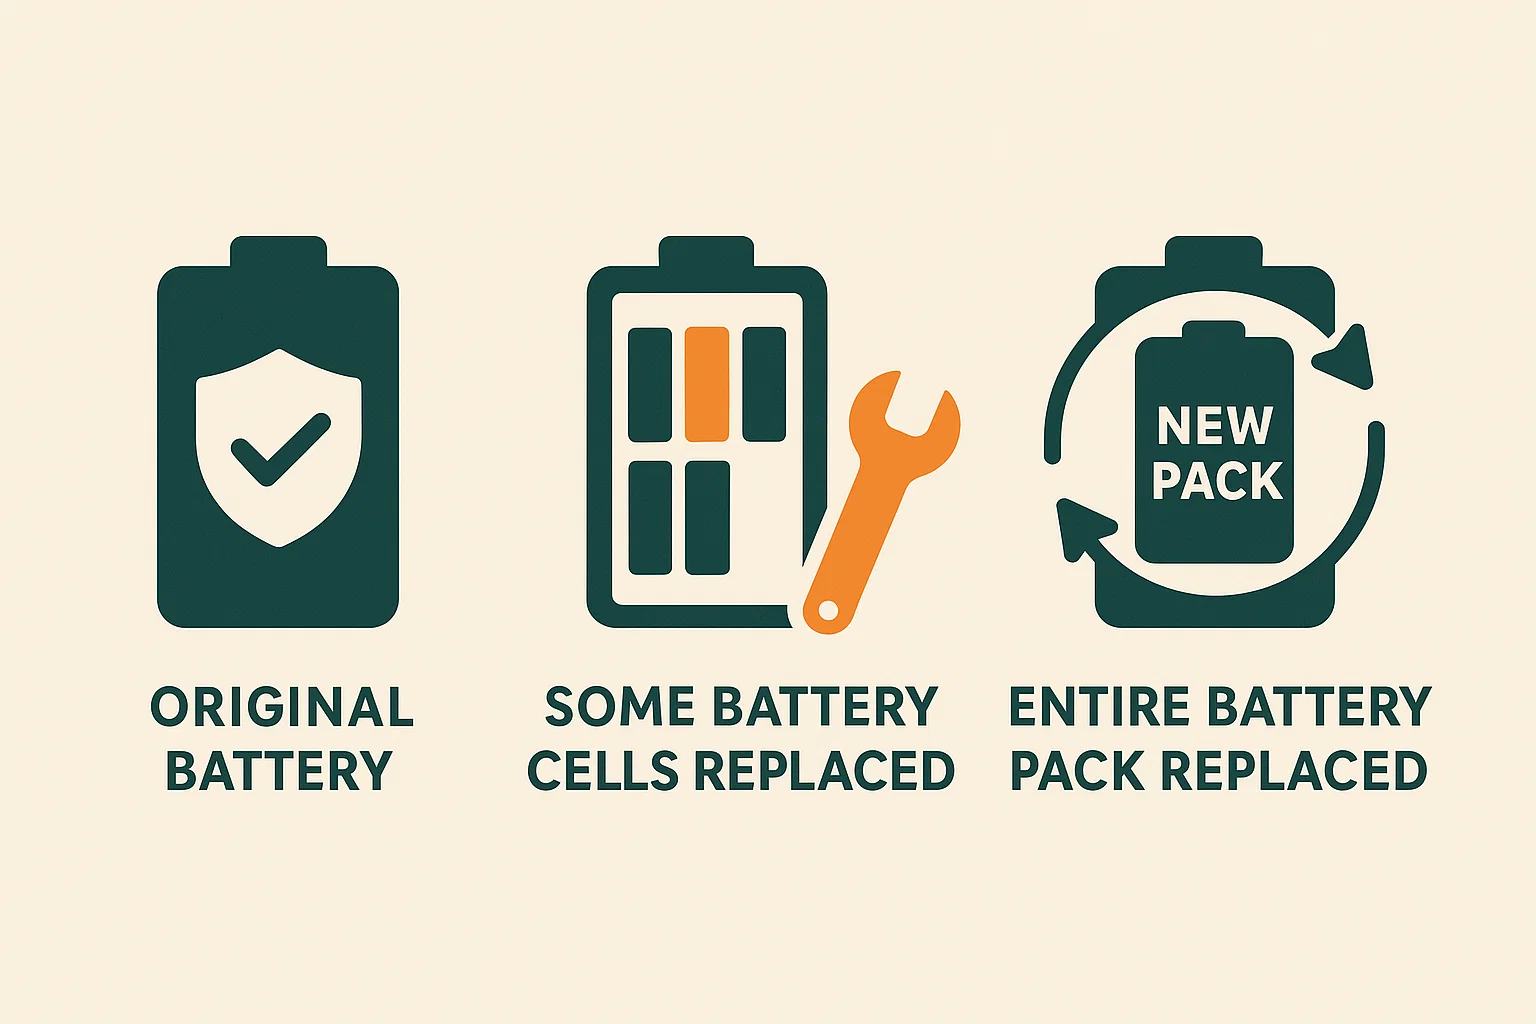 NEW
PACK
ORIGINAL
BATTERY
SOME BATTERY
CELLS REPLACED
ENTIRE BATTERY
PACK REPLACED